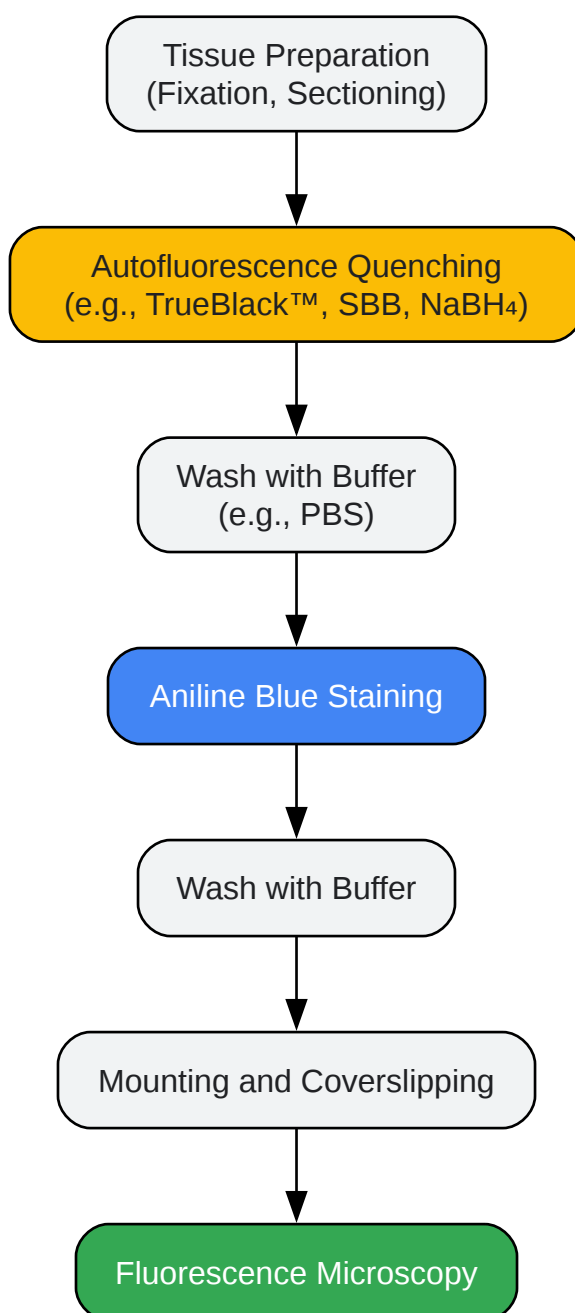 Tissue Preparation
(Fixation, Sectioning)
Autofluorescence Quenching
(e.g., TrueBlack™, SBB, NaBH₄)
Wash with Buffer
(e.g., PBS)
Aniline Blue Staining
Wash with Buffer
Mounting and Coverslipping
Fluorescence Microscopy